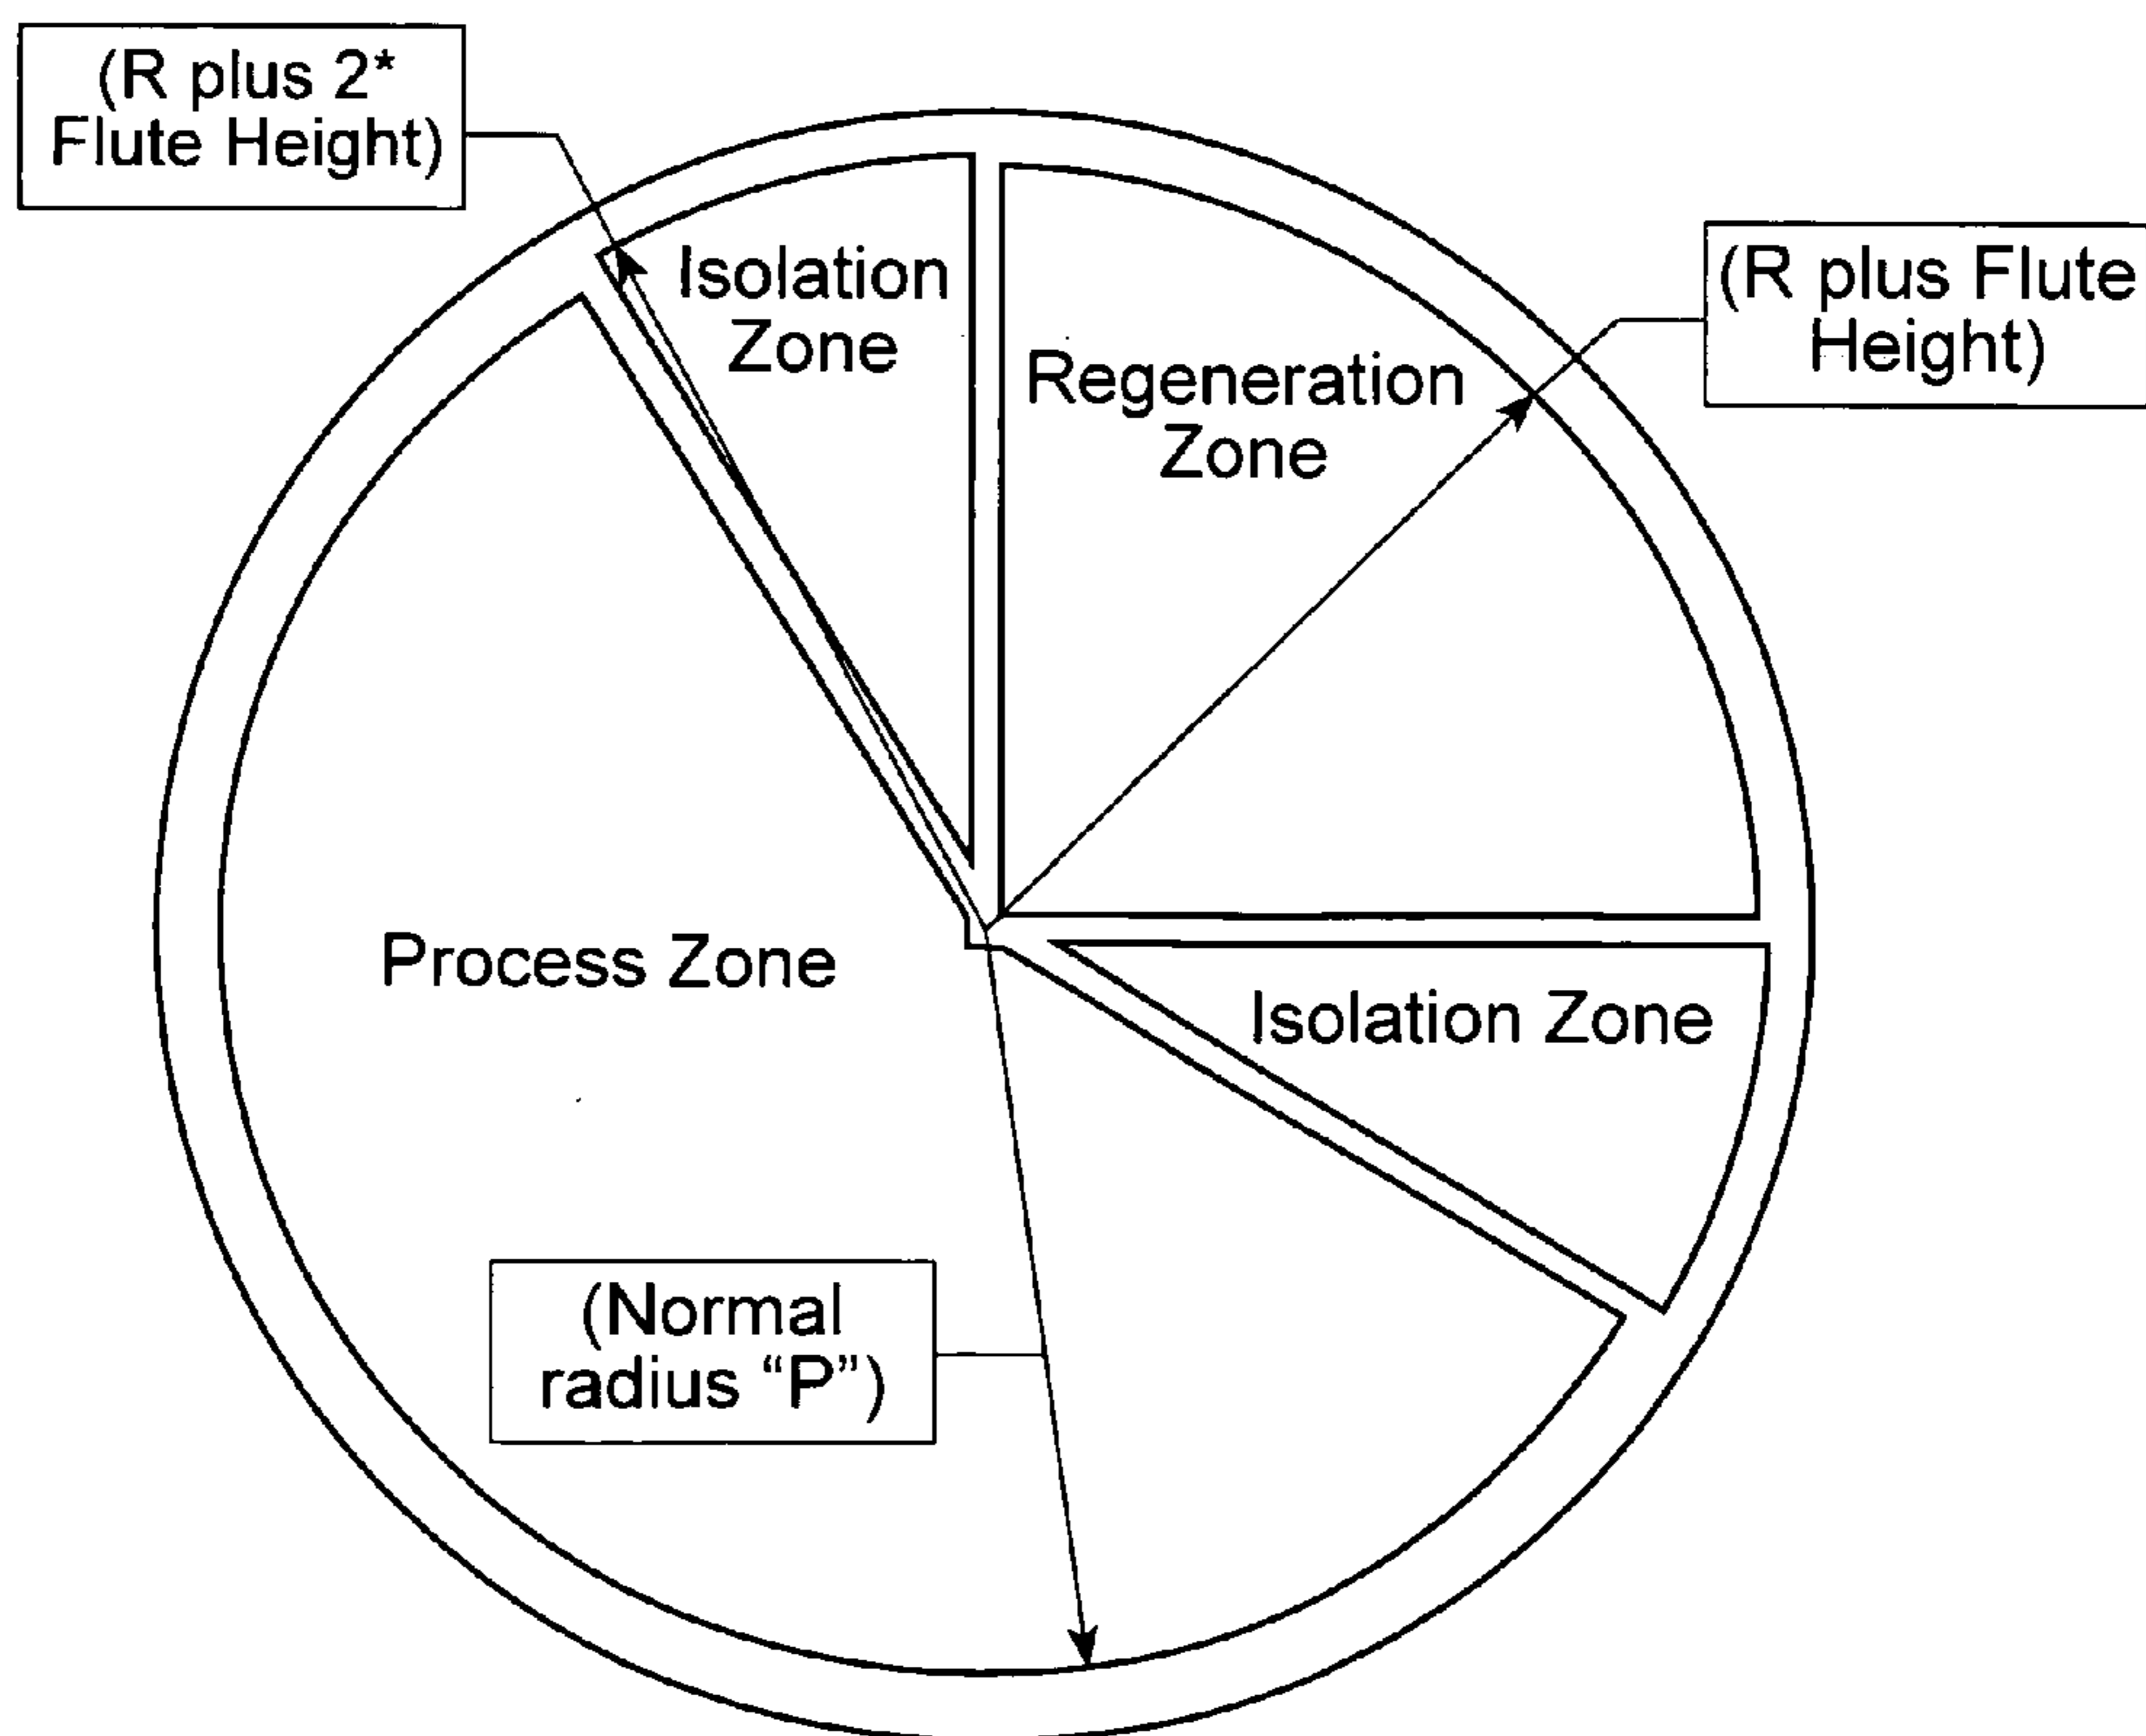 (R plus 2*
Flute Height)
Isolation
Zone
(R plus Flute
Height)
Regeneration
Zone
Process Zone
Isolation Zone
(Normal
radius “P”)